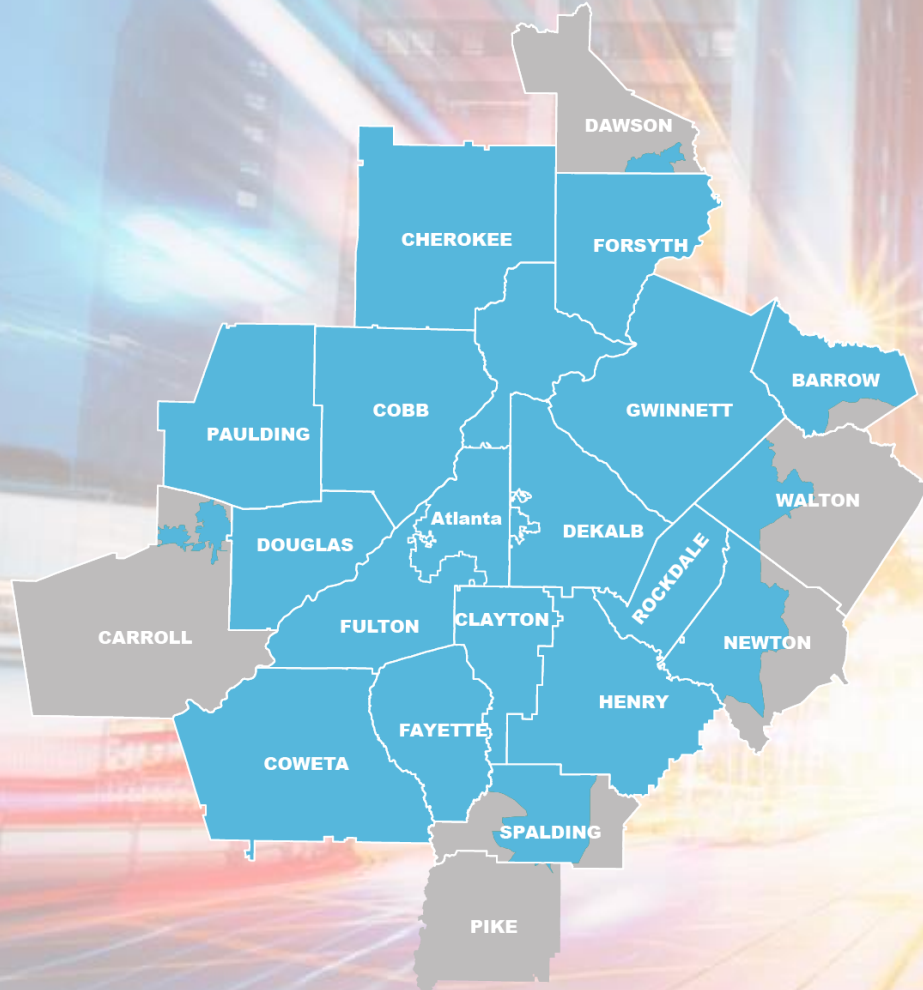 DAWSON
CHEROKEE
FORSYTH
BARROW
COBB
GWINNETT
PAULDING
WALTON
Atlanta
DEKALB
DOUGLAS
ROCKDALE
CLAYTON
FULTON
CARROLL
NEWTON
HENRY
FAYETTE
COWETA
SPALDING
PIKE